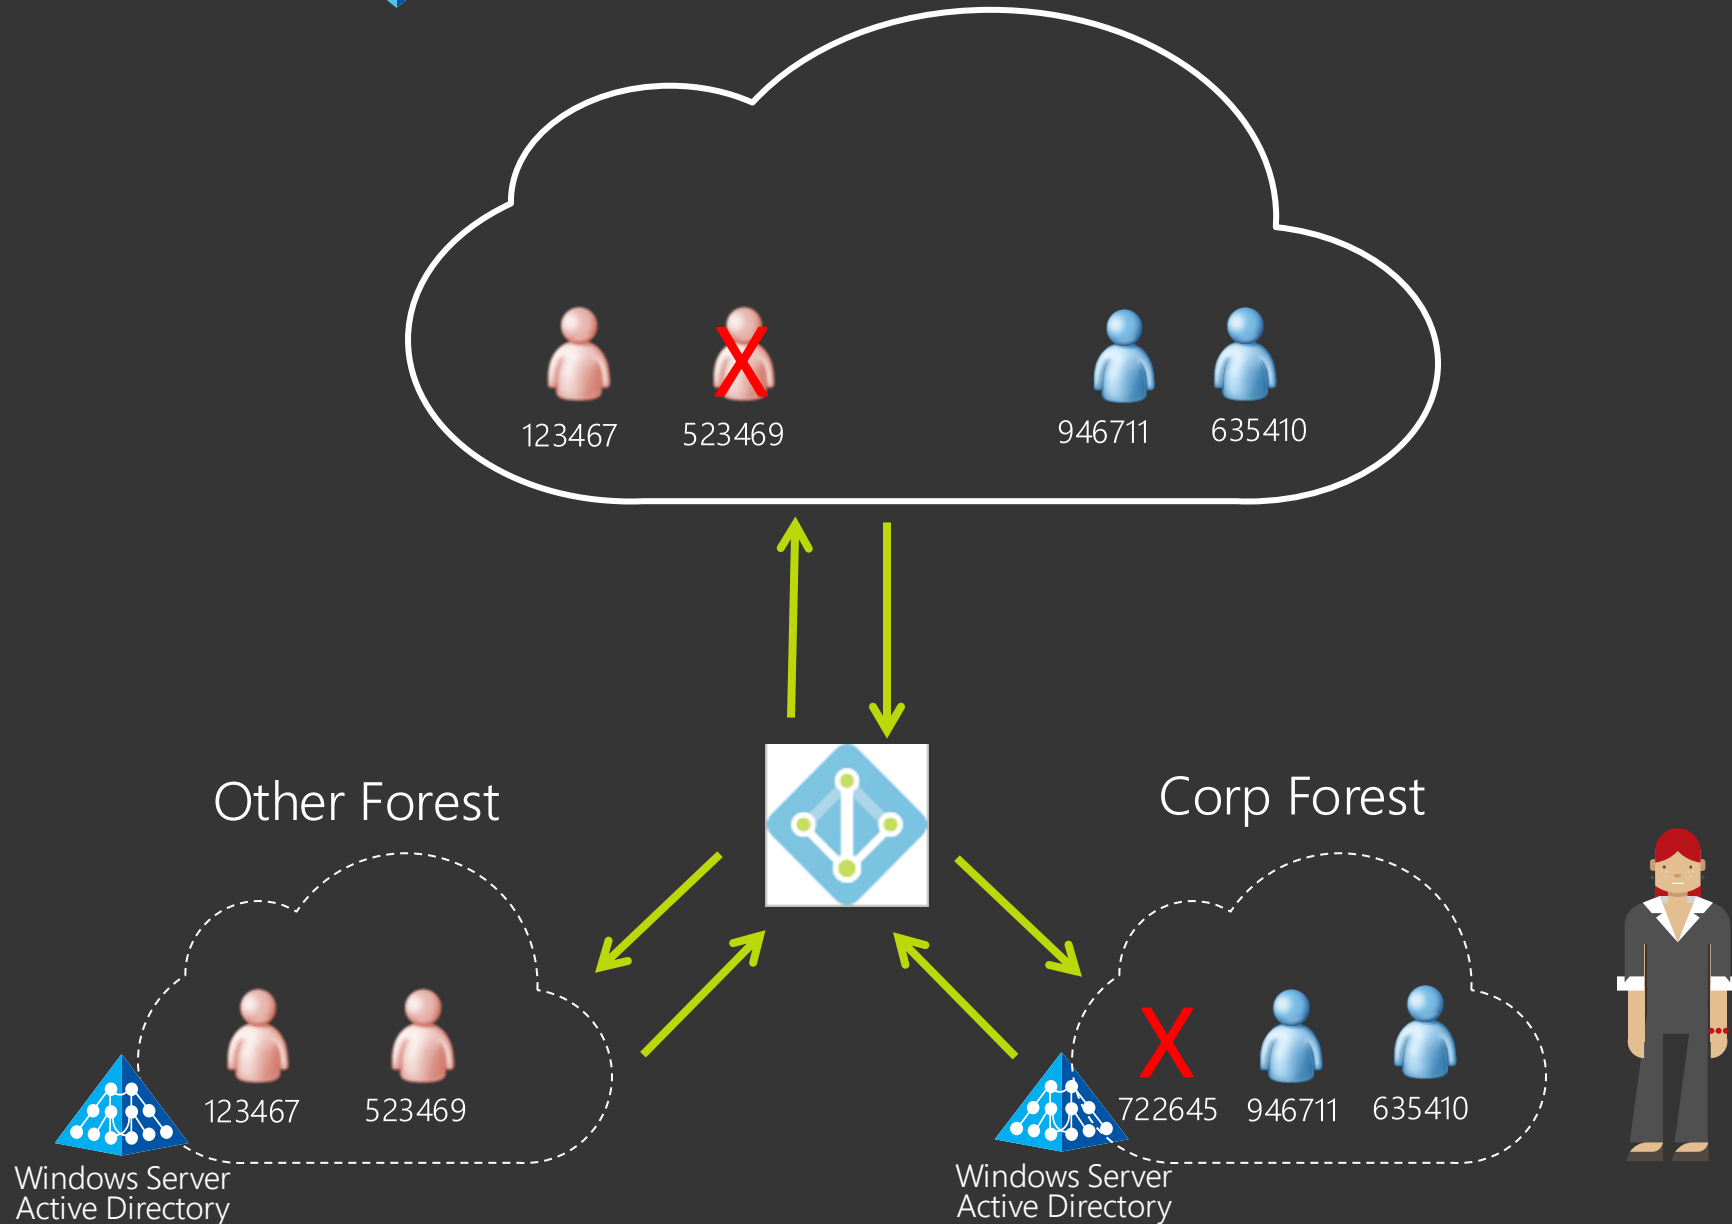 123467
523469
946711
635410
Other Forest
Corp Forest
X
X
123467
523469
722645
946711
635410
Windows Server
Active Directory
Windows Server
Active Directory